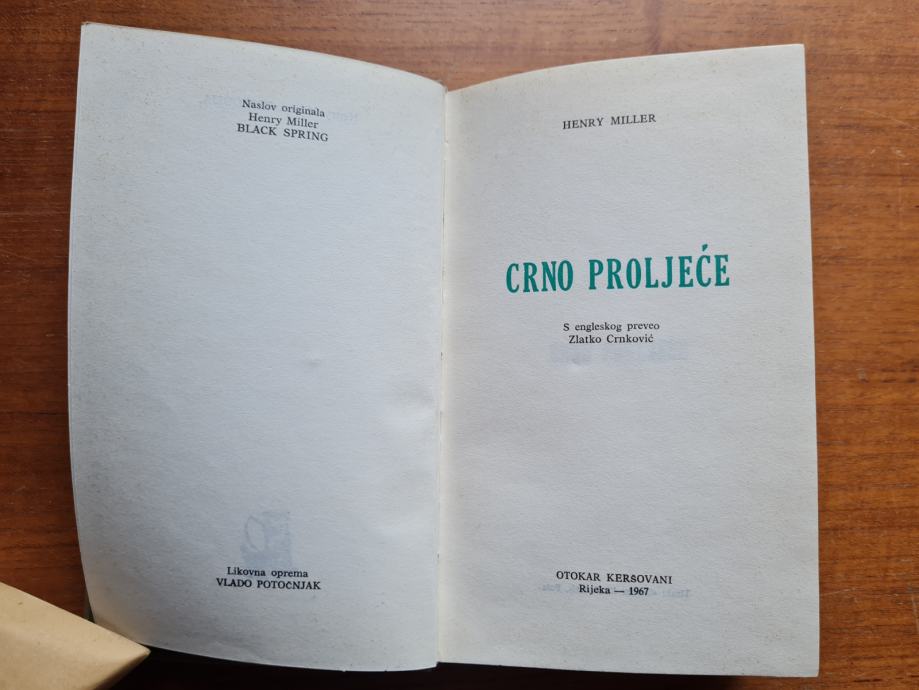 Naslov originala
Henry Miller
BLACK SPRING
Likovna oprema
VLADO POTOČNJAK
HENRY MILLER
CRNO PROLJEĆE
S engleskog preveo
Zlatko Crnković
OTOKAR KERŠOVANI
Rijeka — 1967